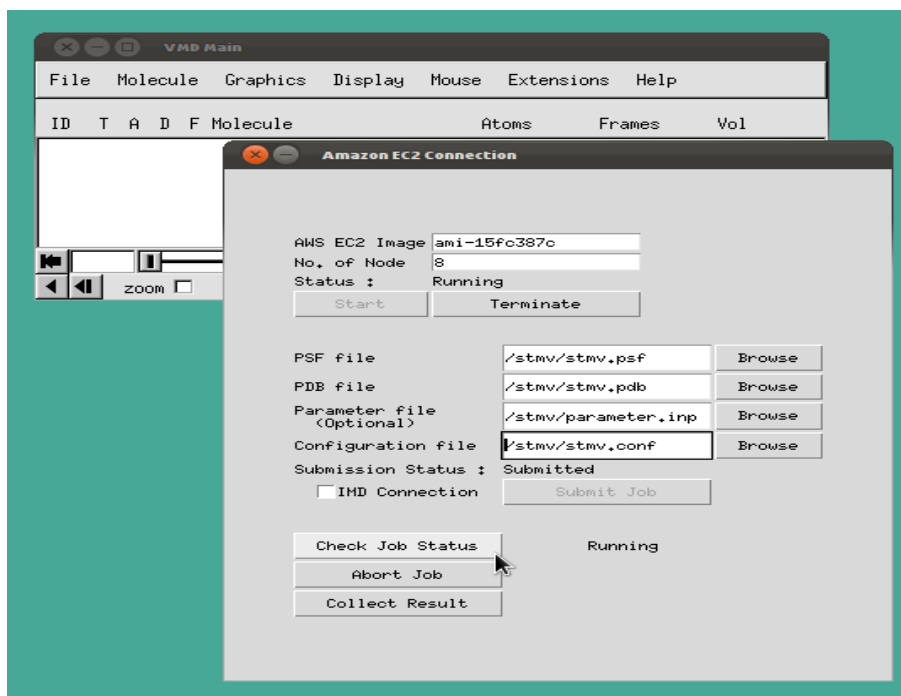 VMD Main
File Molecule Graphics Display Mouse Extensions Help
ID T A D F Molecule Atoms Frames Vol
Amazon EC2 Connection
AWS EC2 Image ami-15fc387c
No. of Node 8
Status : Running
Start Terminate
zoom
PSF file /stmv/stmv.psf Browse
PDB file /stmv/stmv.pdb Browse
Parameter file
(Optional) /stmv/parameter.inp Browse
Configuration file /stmv/stmv.conf Browse
Submission Status : Submitted
IMD Connection Submit Job
Check Job Status Running
Abort Job
Collect Result